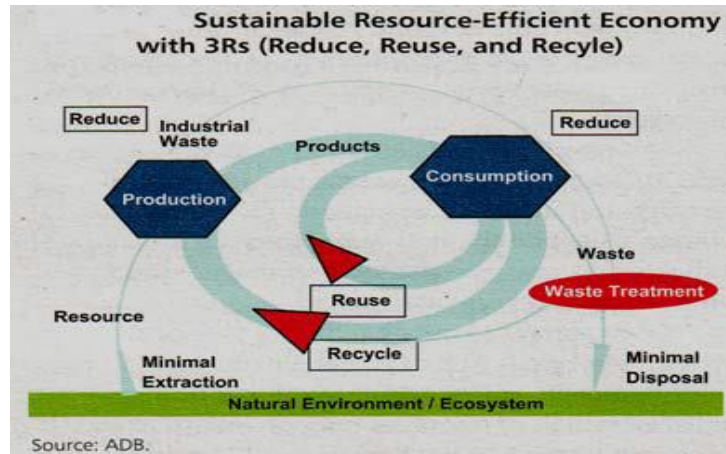 Sustainable Resource-Efficient Economy
with 3Rs (Reduce, Reuse, and Recyle)
Reduce
Reduce
Industrial
Waste
Products
Production
Consumption
Waste
Waste Treatment
Reuse
Resource
Recycle
Minimal
Extraction
Minimal
Disposal
Natural Environment / Ecosystem
Source: ADB.